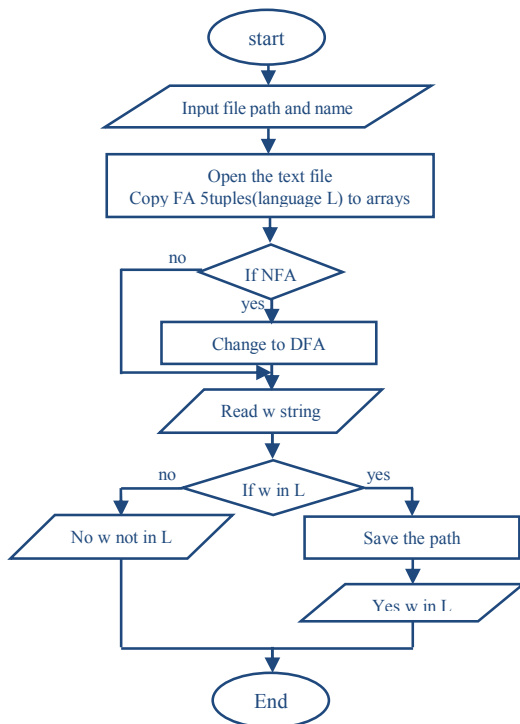 start
Input file path and name
Open the text file
Copy FA 5tuples(language L) to arrays
no
If NFA
yes
Change to DFA
Read w string
no
If w in L
yes
No w not in L
Save the path
Yes w in L
End